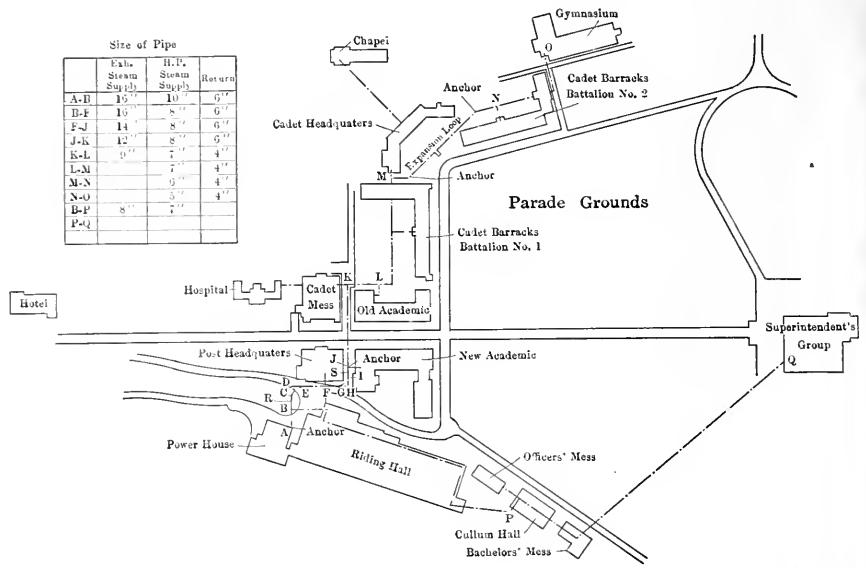 Size of Pipe
Exh. Steam Supply H.P. Steam Supply Return
A-B 16" 10" 6"
B-F 16" 8" 6"
F-J 14" 8" 6"
J-K 12" 8" 6"
K-L 9" 7" 4"
L-M 7" 4"
M-N 6" 4"
N-O 5" 4"
B-P 8" 7"
P-Q
Gymnasium
O
Chapel
Anchor
N
Cadet Barracks
Battalion No. 2
Cadet Headquaters
Expansion Loop
M
Anchor
Parade Grounds
Cadet Barracks
Battalion No. 1
Hospital
Cadet
Mess
K
L
Old Academic
Hotel
Superintendent's
Group
Q
Post Headquaters
J
Anchor
New Academic
S
I
D
C
E
F
G
H
R
B
A
Anchor
Power House
Riding Hall
Officers' Mess
P
Cullum Hall
Bachelors' Mess